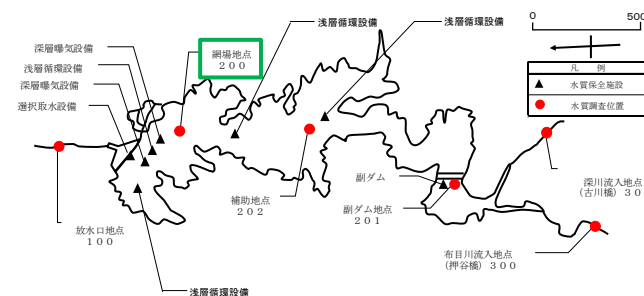 深層曝気設備
浅層循環設備
深層曝気設備
選択取水設備
網場地点
200
浅層循環設備
浅層循環設備
0
500
凡 例
水質保全施設
水質調査位置
放水口地点
100
浅層循環設備
補助地点
202
副ダム
副ダム地点
201
深川流入地点
(古川橋) 30
布目川流入地点
(押谷橋) 300